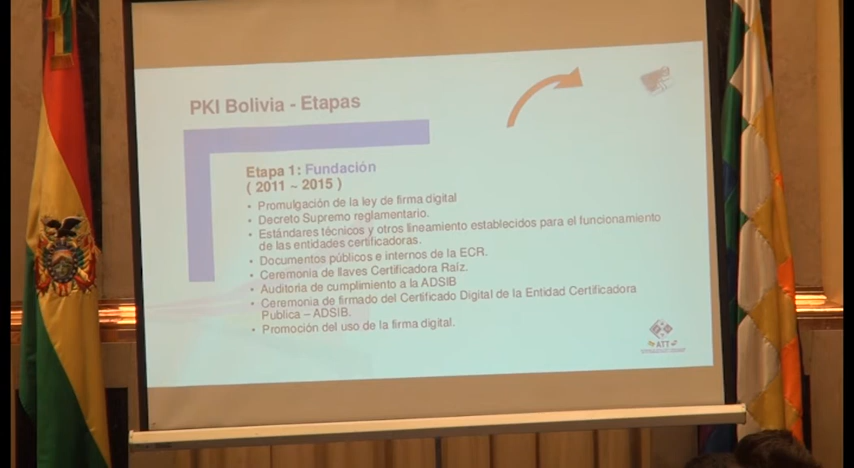 PKI Bolivia - Etapas
Etapa 1: Fundación
( 2011 ~ 2015 )
• Promulgación de la ley de firma digital
• Decreto Supremo reglamentario.
• Estándares técnicos y otros lineamiento establecidos para el funcionamiento
de las entidades certificadoras.
• Documentos públicos e internos de la ECR.
• Ceremonia de llaves Certificadora Raíz.
• Auditoria de cumplimiento a la ADSIB
• Ceremonia de firmado del Certificado Digital de la Entidad Certificadora
Publica – ADSIB.
• Promoción del uso de la firma digital.
ATT